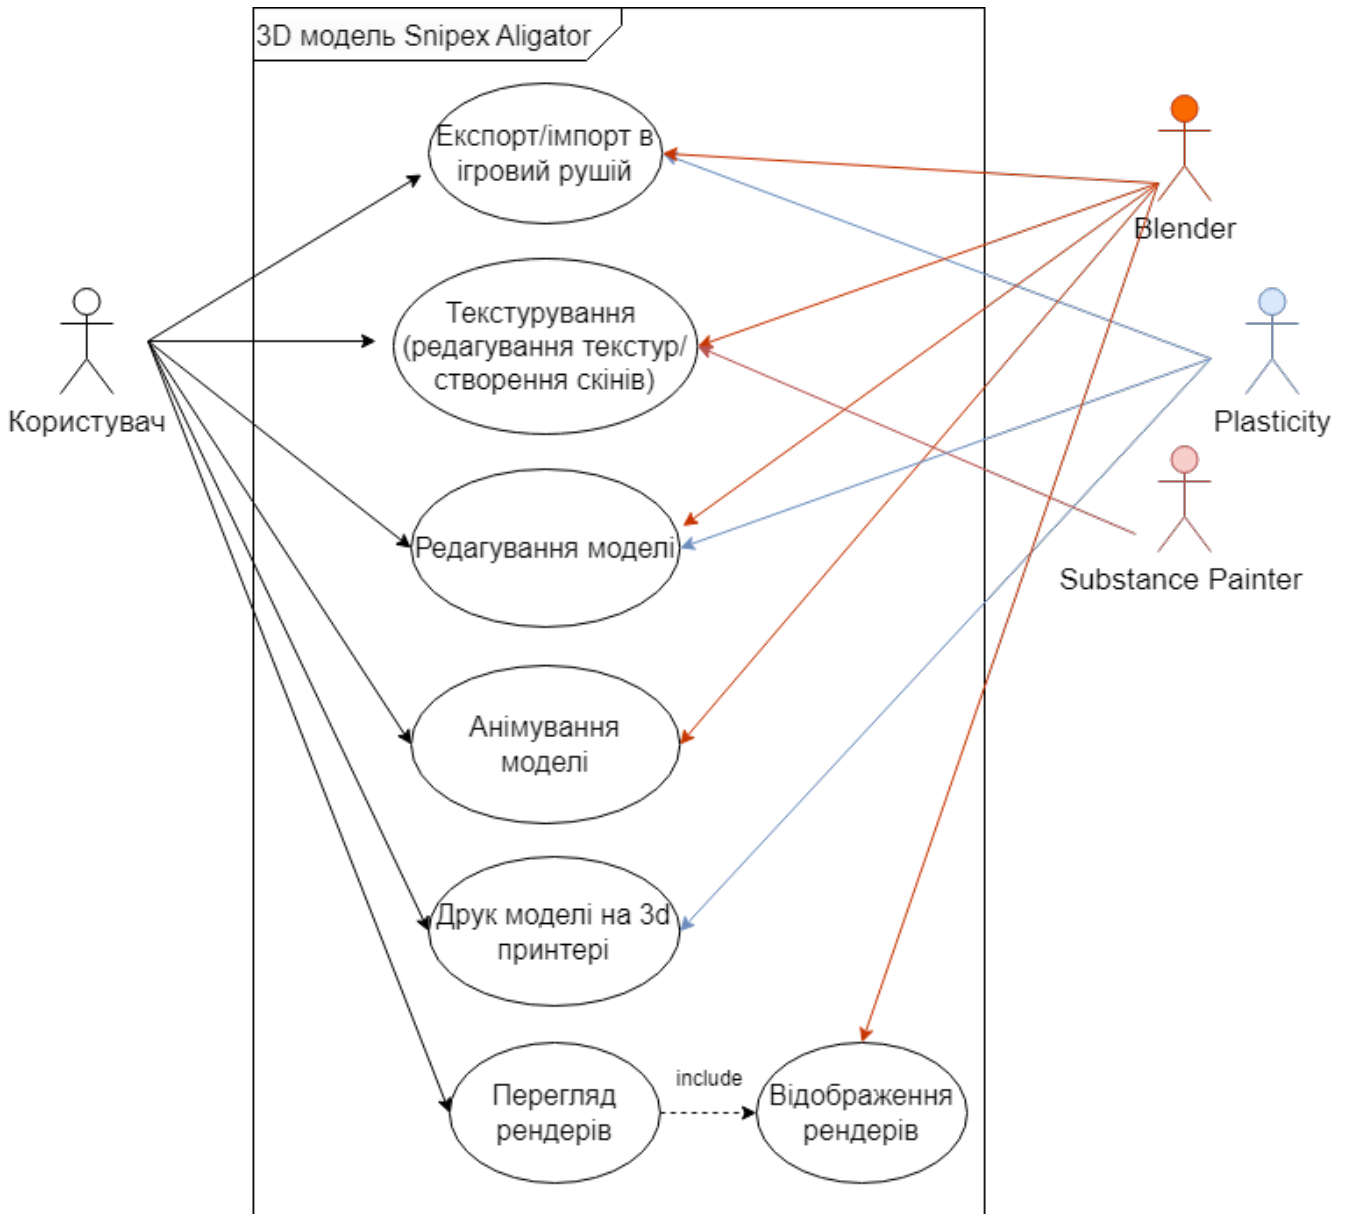 3D модель Snipex Aligator
Експорт/імпорт в
ігровий рушій
Blender
Текстурування
(редагування текстур/
створення скінів)
Користувач
Plasticity
Редагування моделі
Substance Painter
Анімування
моделі
Друк моделі на 3d
принтері
Перегляд
рендерів
include
Відображення
рендерів